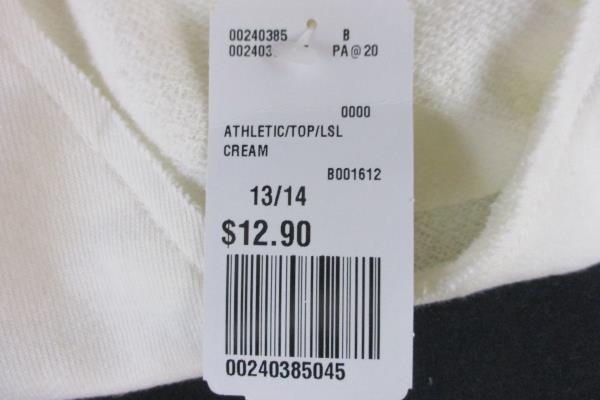 00240385 B
002403 PA@20
0000
ATHLETIC/TOP/LSL
CREAM
B001612
13/14
$12.90
00240385045